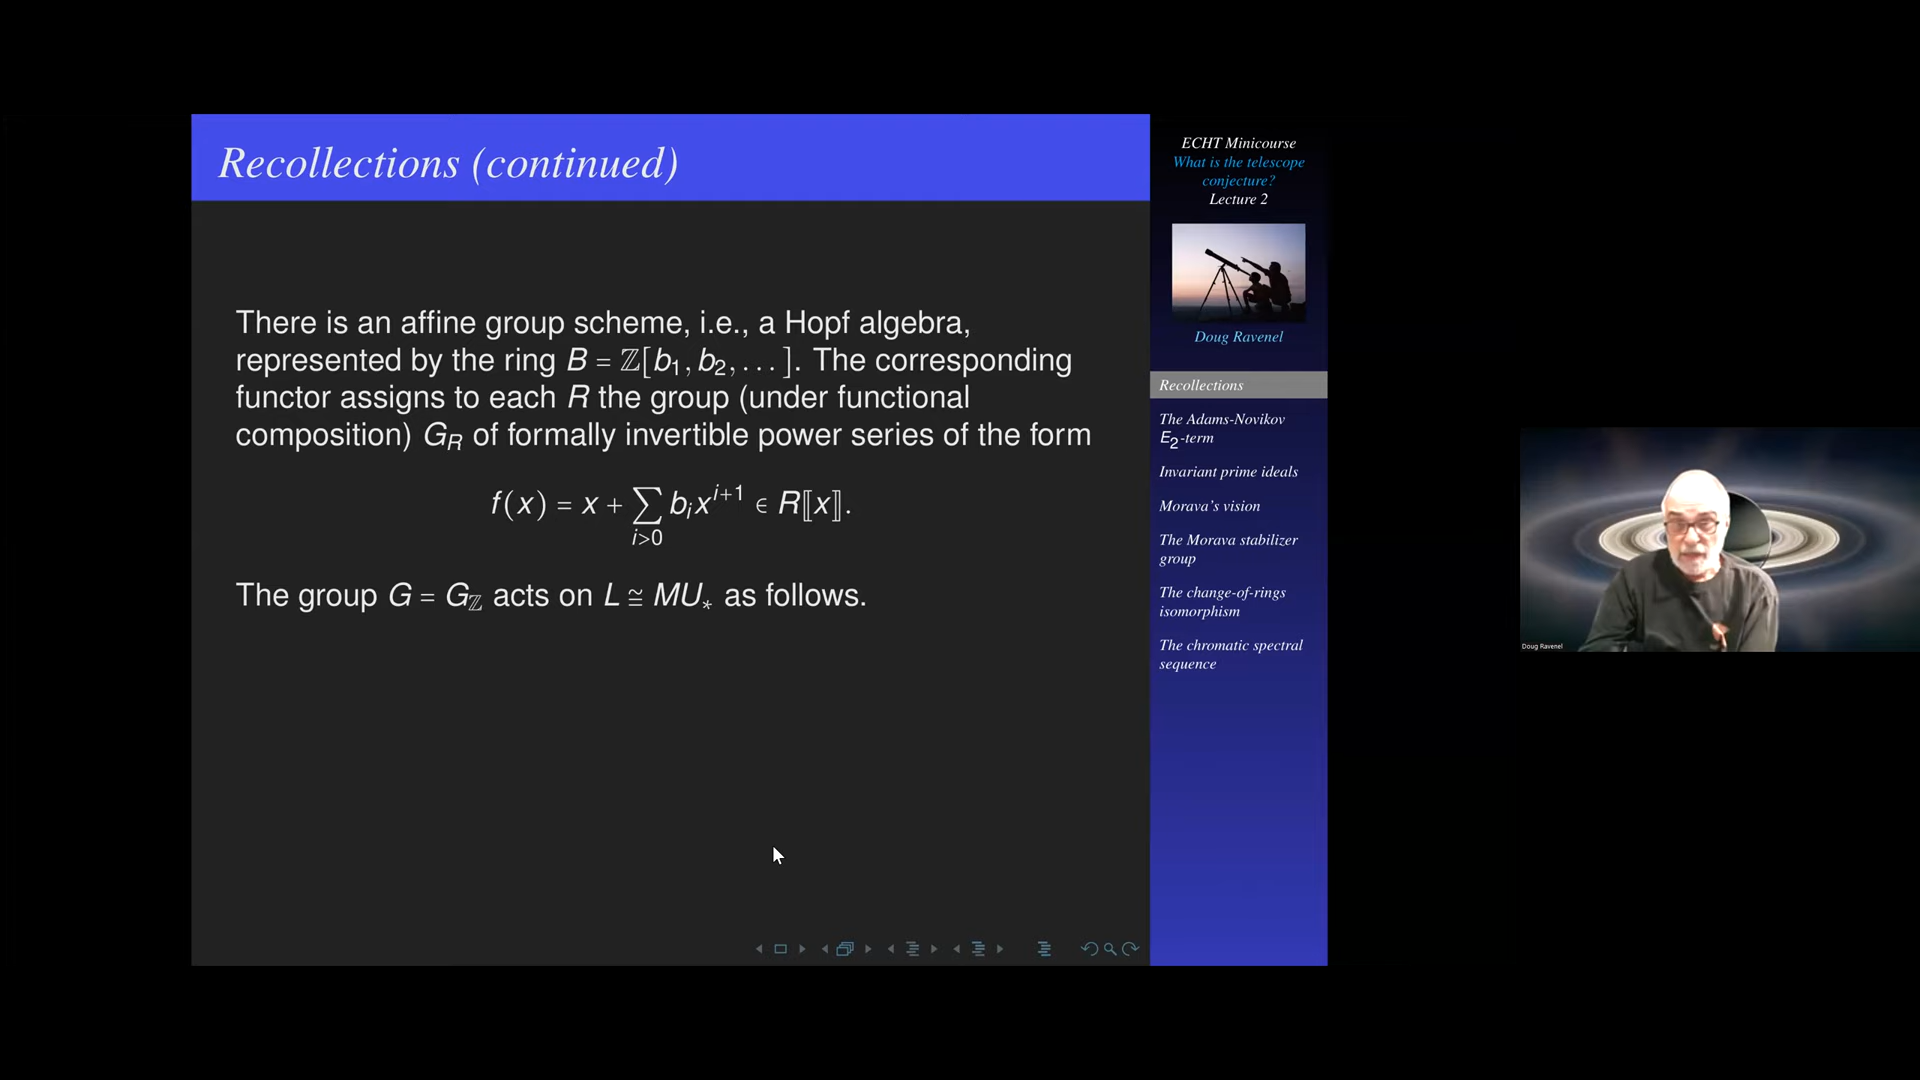 Recollections (continued)
There is an affine group scheme, i.e., a Hopf algebra,
represented by the ring B = ℤ[b₁, b₂, . . . ]. The corresponding
functor assigns to each R the group (under functional
composition) G_R of formally invertible power series of the form
f(x) = x + ∑_{i>0} b_i x^{i+1} ∈ R⟦x⟧.
The group G = G_ℤ acts on L ≅ MU_* as follows.
ECHT Minicourse
What is the telescope
conjecture?
Lecture 2
Doug Ravenel
Recollections
The Adams-Novikov
E₂-term
Invariant prime ideals
Morava's vision
The Morava stabilizer
group
The change-of-rings
isomorphism
The chromatic spectral
sequence
Doug Ravenel